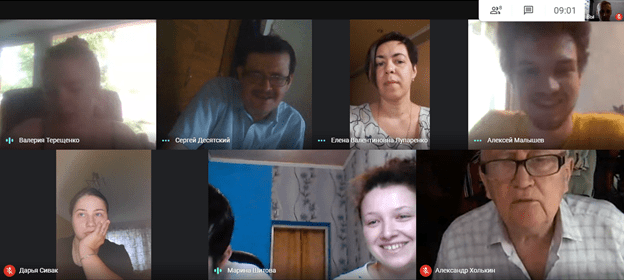 09:01
Валерия Терещенко
Сергей Десятский
Елена Валентиновна Лупаренко
Алексей Малышев
Дарья Сивак
Марина Шатова
Александр Холькин